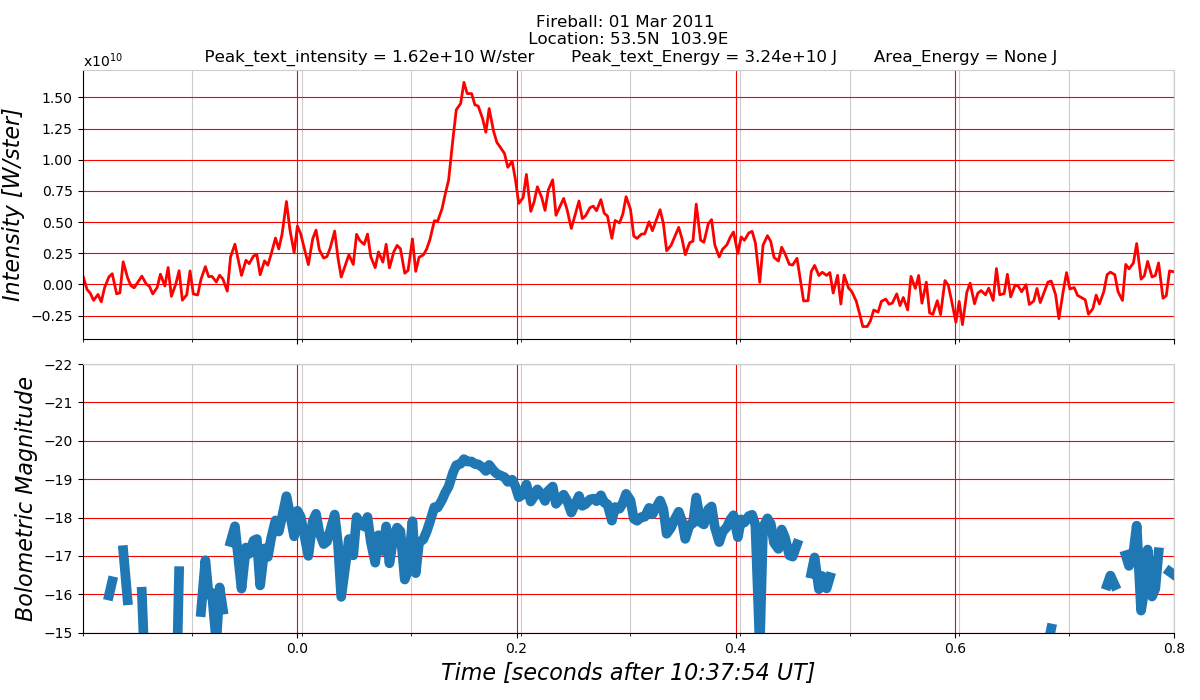 Fireball: 01 Mar 2011
Location: 53.5N  103.9E
Peak_text_intensity = 1.62e+10 W/ster       Peak_text_Energy = 3.24e+10 J       Area_Energy = None J
x10¹⁰
Intensity [W/ster]
1.50
1.25
1.00
0.75
0.50
0.25
0.00
−0.25
Bolometric Magnitude
−22
−21
−20
−19
−18
−17
−16
−15
0.0 0.2 0.4 0.6 0.8
Time [seconds after 10:37:54 UT]